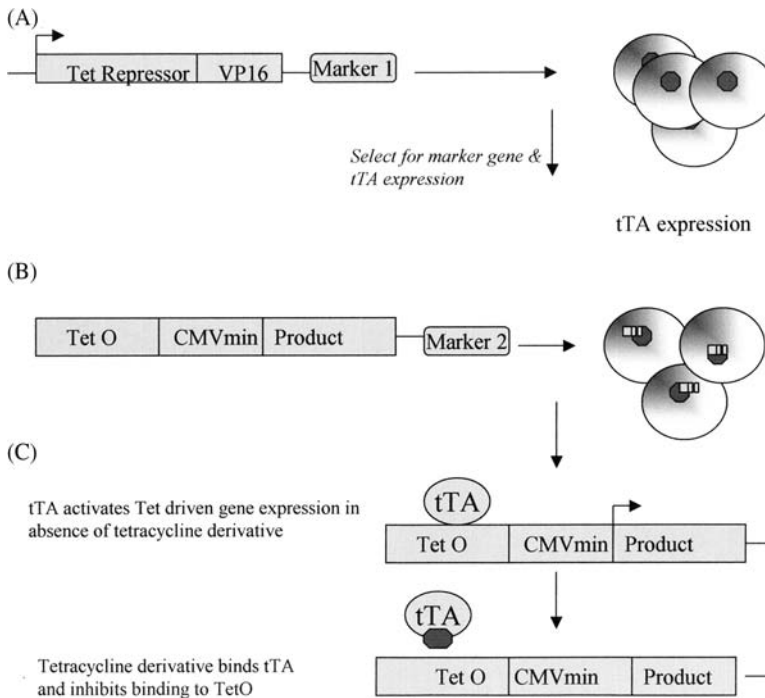 (A)
Tet Repressor VP16 Marker 1
Select for marker gene &
tTA expression
tTA expression
(B)
Tet O CMVmin Product Marker 2
(C)
tTA activates Tet driven gene expression in
absence of tetracycline derivative
tTA
Tet O CMVmin Product
tTA
Tetracycline derivative binds tTA
and inhibits binding to TetO
Tet O CMVmin Product